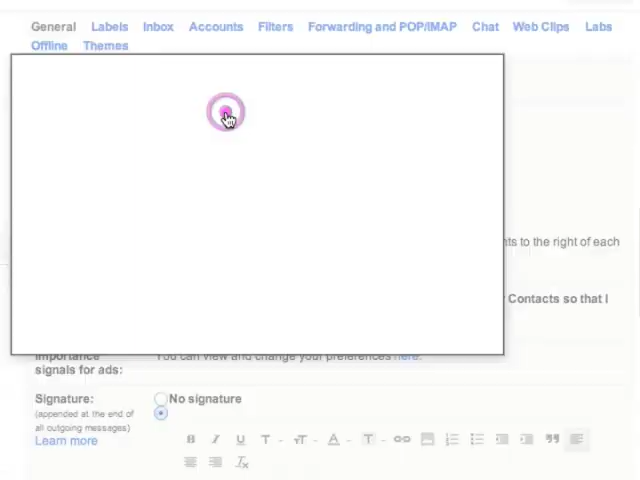 General Labels Inbox Accounts Filters Forwarding and POP/IMAP Chat Web Clips Labs
Offline Themes
to the right of each
Contacts so that I
Importance You can view and change your preferences here.
signals for ads:
Signature: No signature
(appended at the end of
all outgoing messages)
Learn more
B I U T - TT - A - T -